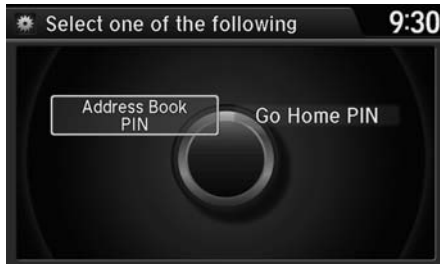 Select one of the following
9:30
Address Book
PIN
Go Home PIN